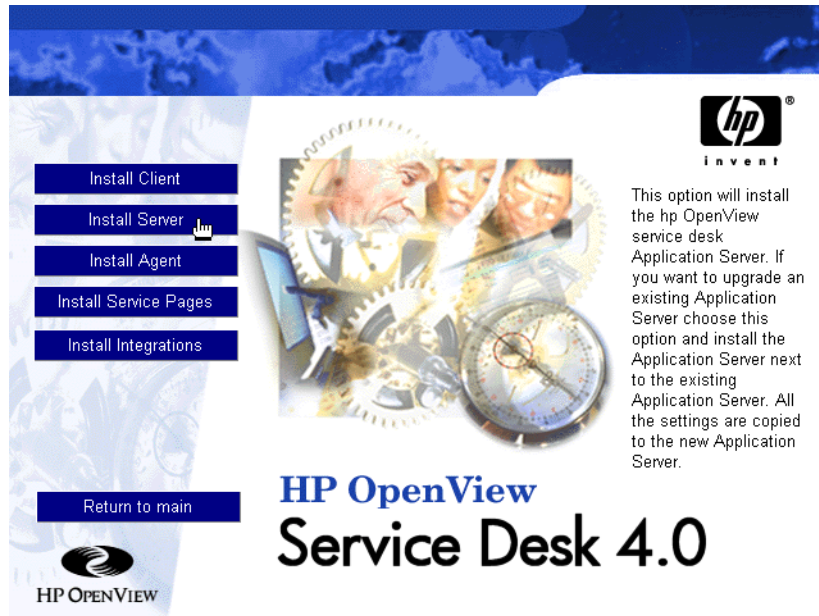 hp
®
invent
Install Client
Install Server
Install Agent
Install Service Pages
Install Integrations
Return to main
This option will install
the hp OpenView
service desk
Application Server. If
you want to upgrade an
existing Application
Server choose this
option and install the
Application Server next
to the existing
Application Server. All
the settings are copied
to the new Application
Server.
HP OpenView
Service Desk 4.0
HP OPENVIEW